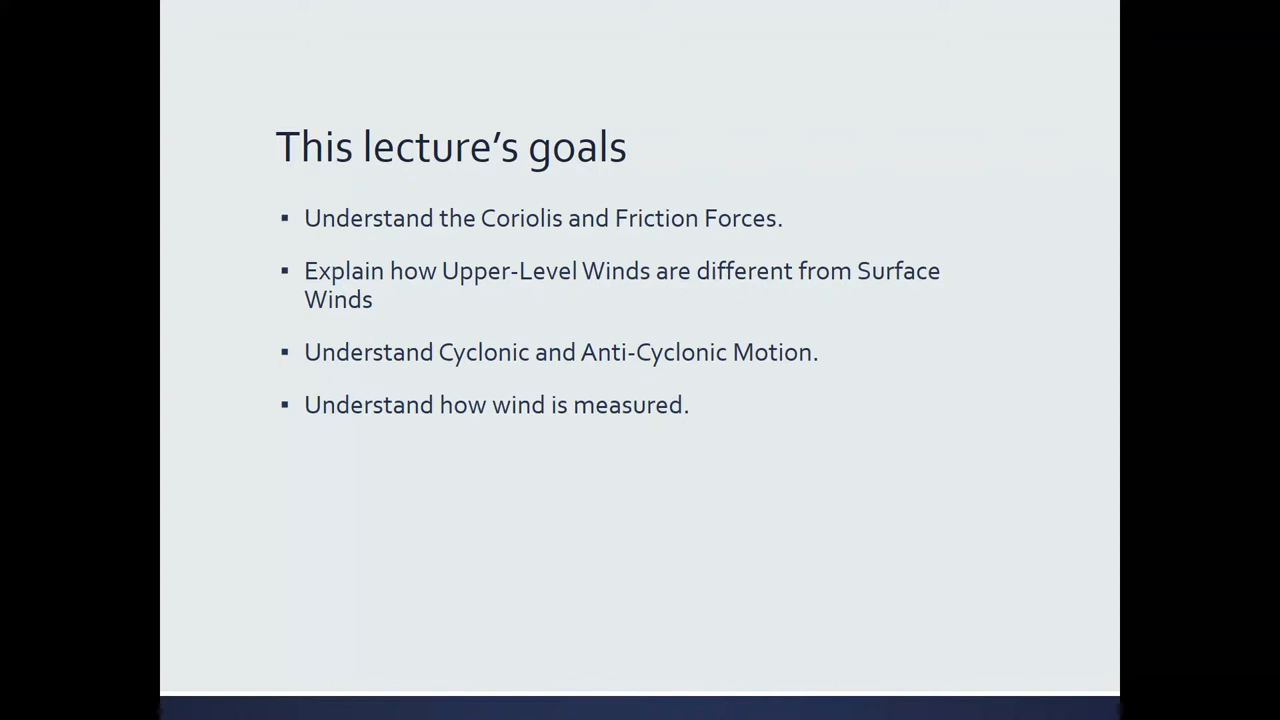 This lecture’s goals
▪ Understand the Coriolis and Friction Forces.
▪ Explain how Upper-Level Winds are different from Surface
Winds
▪ Understand Cyclonic and Anti-Cyclonic Motion.
▪ Understand how wind is measured.